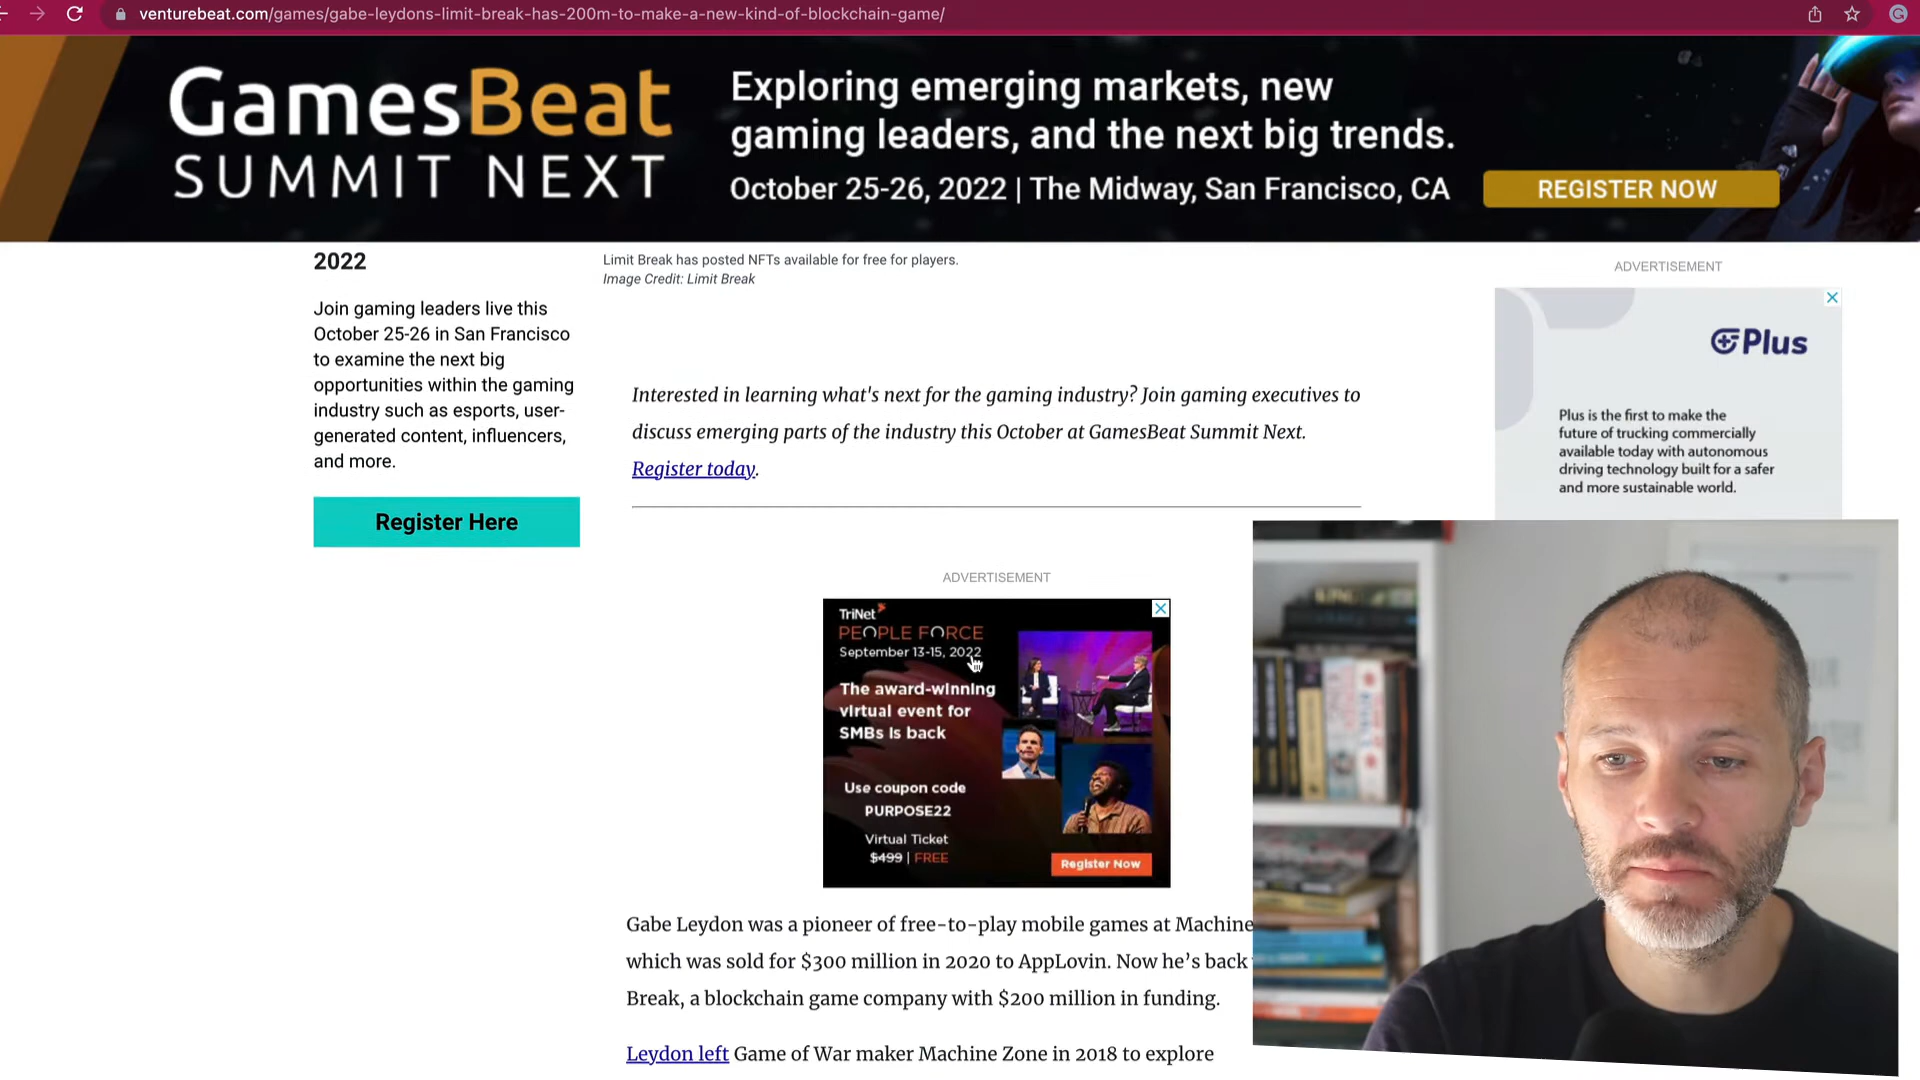 venturebeat.com/games/gabe-leydons-limit-break-has-200m-to-make-a-new-kind-of-blockchain-game/
GamesBeat
SUMMIT NEXT
Exploring emerging markets, new
gaming leaders, and the next big trends.
October 25-26, 2022 | The Midway, San Francisco, CA
REGISTER NOW
2022
Join gaming leaders live this
October 25-26 in San Francisco
to examine the next big
opportunities within the gaming
industry such as esports, user-
generated content, influencers,
and more.
Register Here
Limit Break has posted NFTs available for free for players.
Image Credit: Limit Break
Interested in learning what's next for the gaming industry? Join gaming executives to
discuss emerging parts of the industry this October at GamesBeat Summit Next.
Register today.
ADVERTISEMENT
TriNet
PEOPLE FORCE
September 13-15, 2022
The award-winning
virtual event for
SMBs is back
Use coupon code
PURPOSE22
Virtual Ticket
$499 | FREE
Register Now
Gabe Leydon was a pioneer of free-to-play mobile games at Machine
which was sold for $300 million in 2020 to AppLovin. Now he's back
Break, a blockchain game company with $200 million in funding.
Leydon left Game of War maker Machine Zone in 2018 to explore
ADVERTISEMENT
Plus
Plus is the first to make the
future of trucking commercially
available today with autonomous
driving technology built for a safer
and more sustainable world.